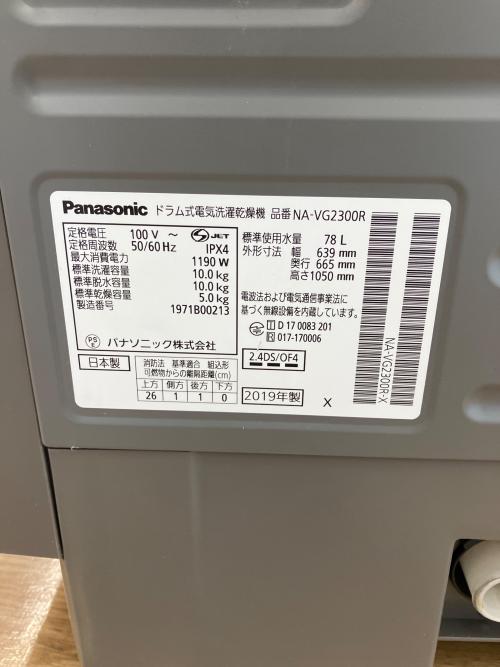 Panasonic ドラム式電気洗濯乾燥機 品番 NA-VG2300R
定格電圧 100 V ~ S JET
定格周波数 50/60 Hz IPX4
最大消費電力 1190 W
標準洗濯容量 10.0kg
標準脱水容量 10.0kg
標準乾燥容量 5.0kg
製造番号 1971B00213
PS E パナソニック株式会社
日本製
消防法 基準適合 組込形
可燃物からの離隔距離(cm)
上方 側方 後方 下方
26 1 1 0
標準使用水量 78 L
外形寸法 幅 639 mm
奥行 665 mm
高さ1050 mm
電波法および電気通信事業法に
基づく無線設備を内蔵しています。
T D 17 0083 201
R 017-170006
2.4DS/OF4
2019年製 X
NA-VG2300R-X